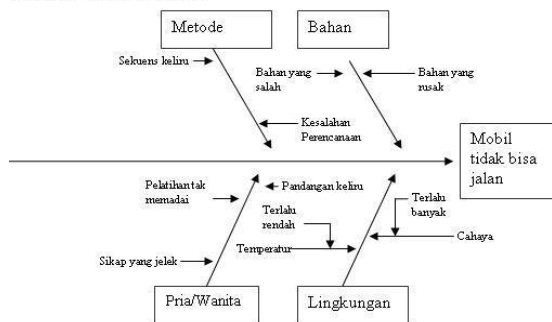 Metode
Bahan
Sekuens keliru
Bahan yang
salah
Bahan yang
rusak
Kesalahan
Perencanaan
Mobil
tidak bisa
jalan
Pelatihan tak
memadai
Pandangan keliru
Terlalu
rendah
Terlalu
banyak
Temperatur
Cahaya
Sikap yang jelek
Pria/Wanita
Lingkungan